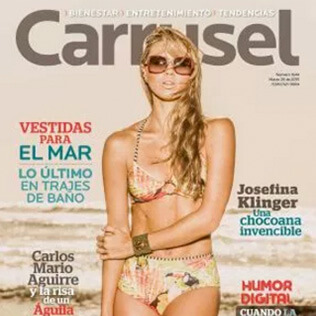 BIENESTAR • ENTRETENIMIENTO • TENDENCIAS
Carrusel
VESTIDAS
PARA
EL MAR
LO ÚLTIMO
EN TRAJES
DE BAÑO
Josefina
Klinger
Una
chocoana
invencible
Carlos
Mario
Aguirre
y la risa
de un
Águila
HUMOR
DIGITAL
CUANDO LA